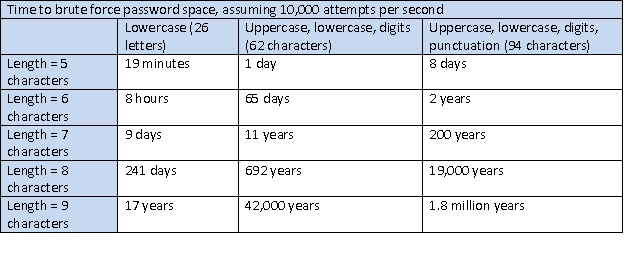 Time to brute force password space, assuming 10,000 attempts per second
Lowercase (26 letters) Uppercase, lowercase, digits (62 characters) Uppercase, lowercase, digits, punctuation (94 characters)
Length = 5 characters 19 minutes 1 day 8 days
Length = 6 characters 8 hours 65 days 2 years
Length = 7 characters 9 days 11 years 200 years
Length = 8 characters 241 days 692 years 19,000 years
Length = 9 characters 17 years 42,000 years 1.8 million years